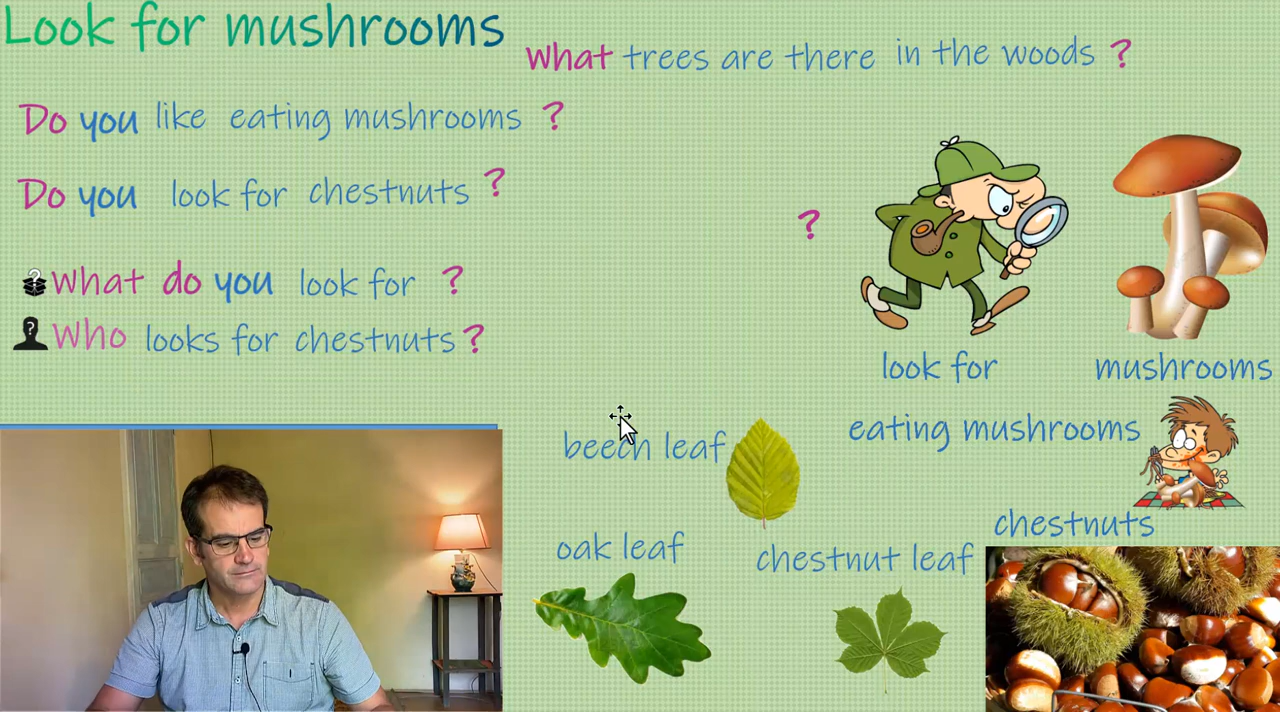 Look for mushrooms
What trees are there in the woods ?
Do you like eating mushrooms ?
Do you look for chestnuts ?
?
What do you look for ?
Who looks for chestnuts ?
look for
mushrooms
eating mushrooms
beech leaf
chestnuts
oak leaf
chestnut leaf